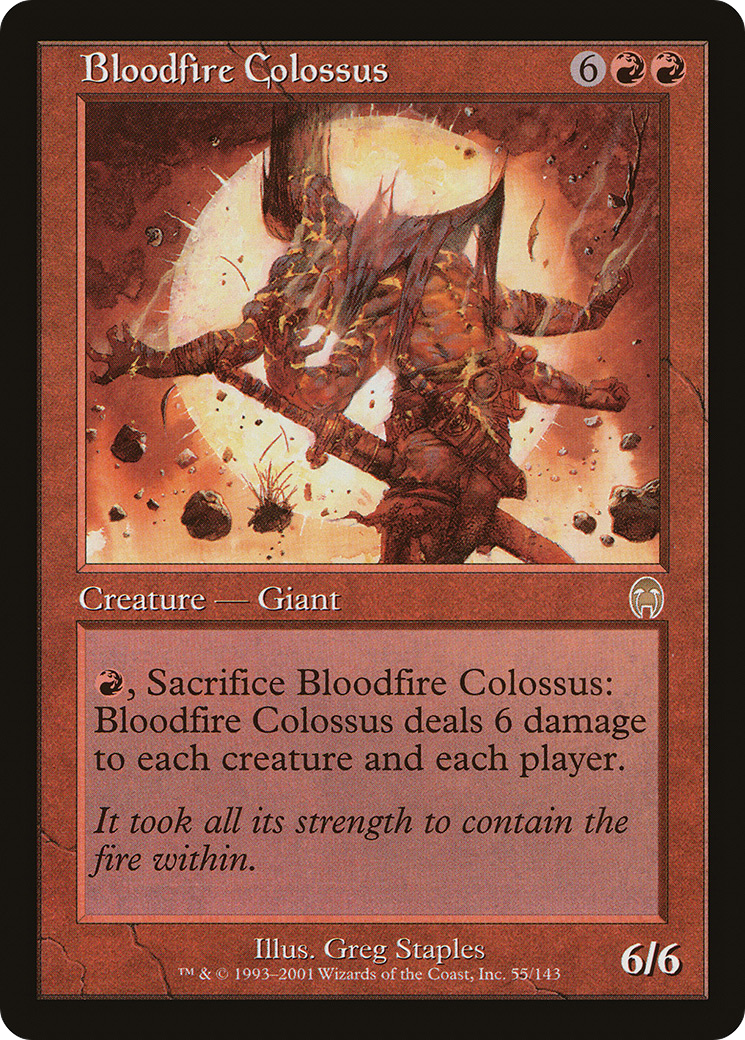 Bloodfire Colossus 6
Creature — Giant
, Sacrifice Bloodfire Colossus:
Bloodfire Colossus deals 6 damage
to each creature and each player.
It took all its strength to contain the
fire within.
Illus. Greg Staples
™ & © 1993–2001 Wizards of the Coast, Inc. 55/143
6/6